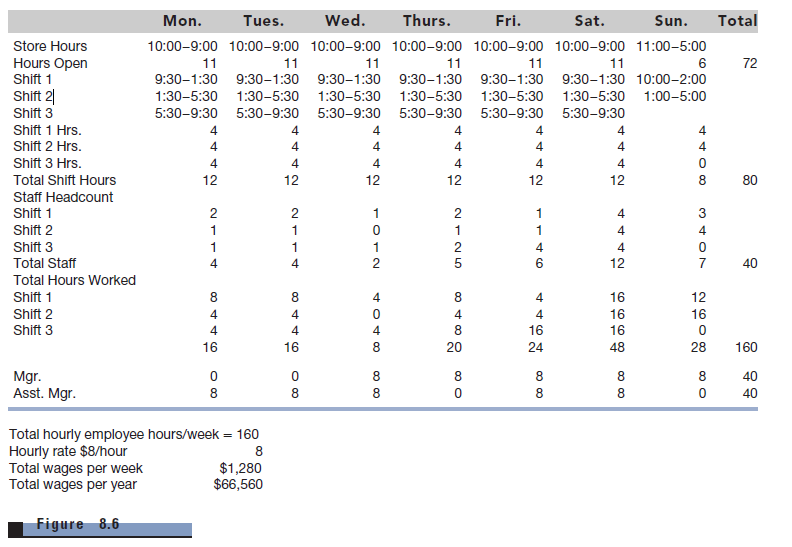 Mon. Tues. Wed. Thurs. Fri. Sat. Sun. Total
Store Hours 10:00–9:00 10:00–9:00 10:00–9:00 10:00–9:00 10:00–9:00 10:00–9:00 11:00–5:00
Hours Open 11 11 11 11 11 11 6 72
Shift 1 9:30–1:30 9:30–1:30 9:30–1:30 9:30–1:30 9:30–1:30 9:30–1:30 10:00–2:00
Shift 2 1:30–5:30 1:30–5:30 1:30–5:30 1:30–5:30 1:30–5:30 1:30–5:30 1:00–5:00
Shift 3 5:30–9:30 5:30–9:30 5:30–9:30 5:30–9:30 5:30–9:30 5:30–9:30
Shift 1 Hrs. 4 4 4 4 4 4 4
Shift 2 Hrs. 4 4 4 4 4 4 4
Shift 3 Hrs. 4 4 4 4 4 4 0
Total Shift Hours 12 12 12 12 12 12 8 80
Staff Headcount
Shift 1 2 2 1 2 1 4 3
Shift 2 1 1 0 1 1 4 4
Shift 3 1 1 1 2 4 4 0
Total Staff 4 4 2 5 6 12 7 40
Total Hours Worked
Shift 1 8 8 4 8 4 16 12
Shift 2 4 4 0 4 4 16 16
Shift 3 4 4 4 8 16 16 0
16 16 8 20 24 48 28 160
Mgr. 0 0 8 8 8 8 8 40
Asst. Mgr. 8 8 8 0 8 8 0 40
Total hourly employee hours/week = 160
Hourly rate $8/hour 8
Total wages per week $1,280
Total wages per year $66,560
Figure 8.6